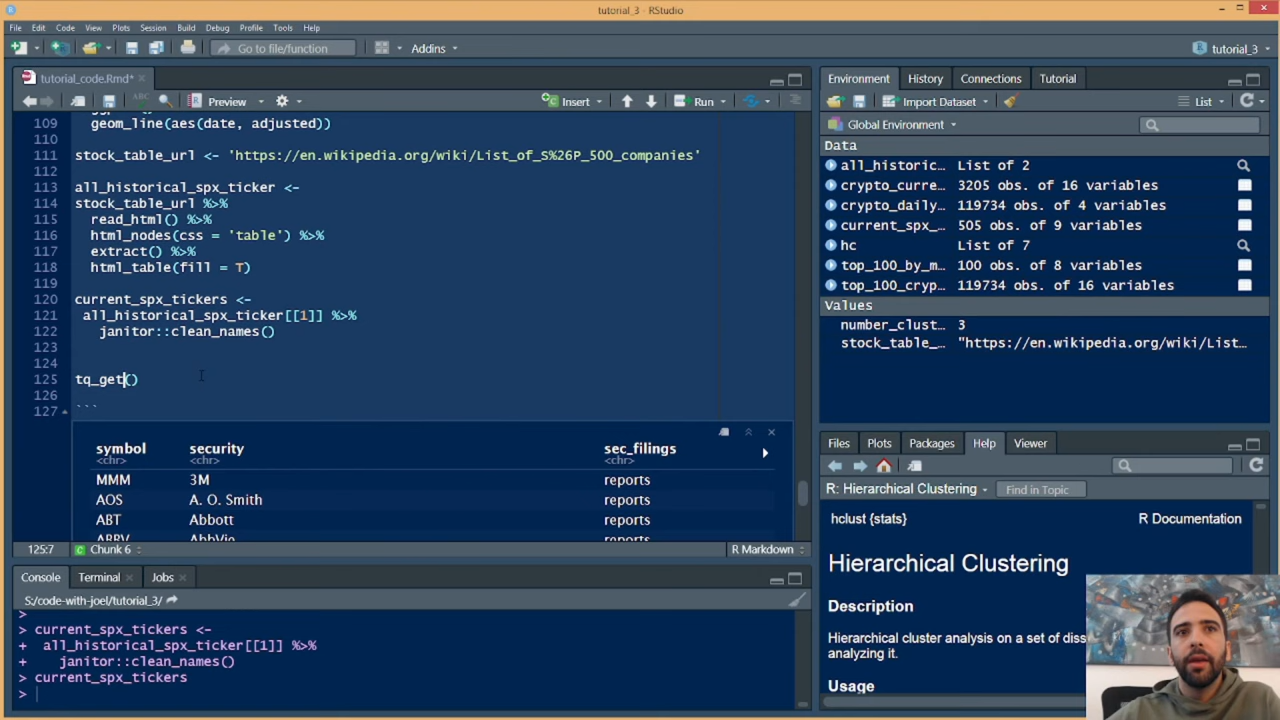 tutorial_3 - RStudio
File Edit Code View Plots Session Build Debug Profile Tools Help
Go to file/function Addins tutorial_3
tutorial_code.Rmd*
ABC Preview Insert Run
109 geom_line(aes(date, adjusted))
110
111 stock_table_url <- 'https://en.wikipedia.org/wiki/List_of_S%26P_500_companies'
112
113 all_historical_spx_ticker <-
114 stock_table_url %>%
115 read_html() %>%
116 html_nodes(css = 'table') %>%
117 extract() %>%
118 html_table(fill = T)
119
120 current_spx_tickers <-
121 all_historical_spx_ticker[[1]] %>%
122 janitor::clean_names()
123
124
125 tq_get()
126
127 ```
symbol security sec_filings
<chr> <chr> <chr>
MMM 3M reports
AOS A. O. Smith reports
ABT Abbott reports
ABBV AbbVie reports
125:7 Chunk 6 R Markdown
Console Terminal Jobs
S:/code-with-joel/tutorial_3/
>
> current_spx_tickers <-
+ all_historical_spx_ticker[[1]] %>%
+ janitor::clean_names()
> current_spx_tickers
>
Environment History Connections Tutorial
Import Dataset List
Global Environment
Data
all_historic… List of 2
crypto_curre… 3205 obs. of 16 variables
crypto_daily… 119734 obs. of 4 variables
current_spx_… 505 obs. of 9 variables
hc List of 7
top_100_by_m… 100 obs. of 8 variables
top_100_cryp… 119734 obs. of 16 variables
Values
number_clust… 3
stock_table_… "https://en.wikipedia.org/wiki/List…
Files Plots Packages Help Viewer
R: Hierarchical Clustering Find in Topic
hclust {stats} R Documentation
Hierarchical Clustering
Description
Hierarchical cluster analysis on a set of diss
analyzing it.
Usage